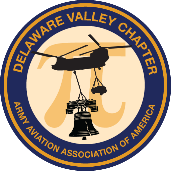 DELAWARE VALLEY CHAPTER
π
ARMY AVIATION ASSOCIATION OF AMERICA